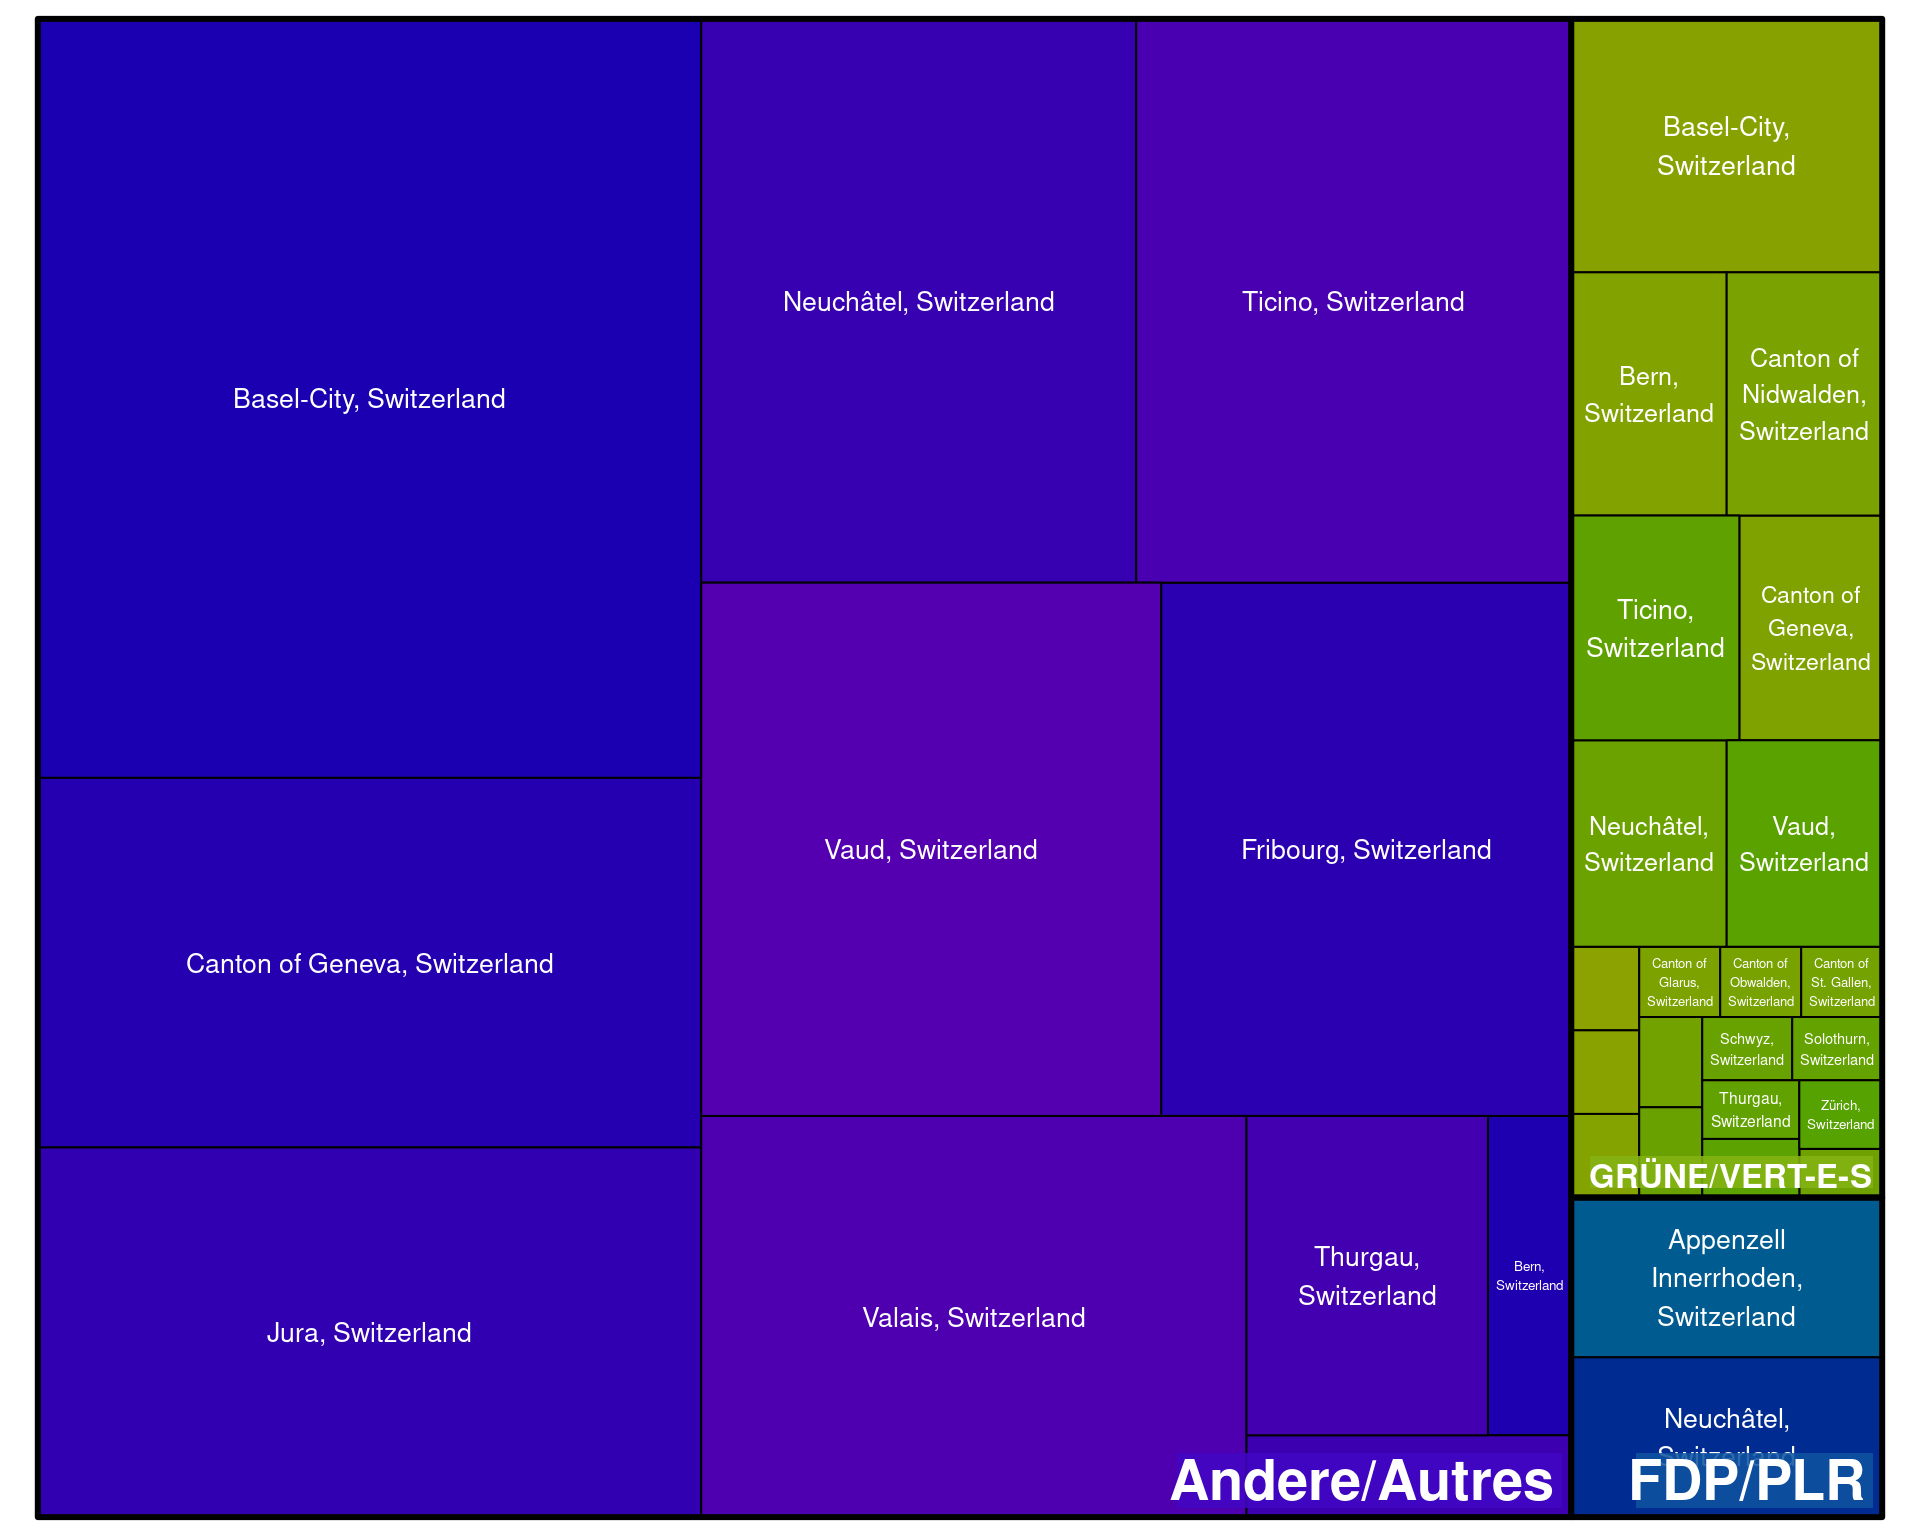 Basel-City, Switzerland
Canton of Geneva, Switzerland
Jura, Switzerland
Neuchâtel, Switzerland
Ticino, Switzerland
Vaud, Switzerland
Fribourg, Switzerland
Valais, Switzerland
Thurgau,
Switzerland
Bern,
Switzerland
Andere/Autres
Basel-City,
Switzerland
Bern,
Switzerland
Canton of
Nidwalden,
Switzerland
Ticino,
Switzerland
Canton of
Geneva,
Switzerland
Neuchâtel,
Switzerland
Vaud,
Switzerland
Canton of
Glarus,
Switzerland
Canton of
Obwalden,
Switzerland
Canton of
St. Gallen,
Switzerland
Schwyz,
Switzerland
Solothurn,
Switzerland
Thurgau,
Switzerland
Zürich,
Switzerland
GRÜNE/VERT-E-S
Appenzell
Innerrhoden,
Switzerland
Neuchâtel,
Switzerland
FDP/PLR